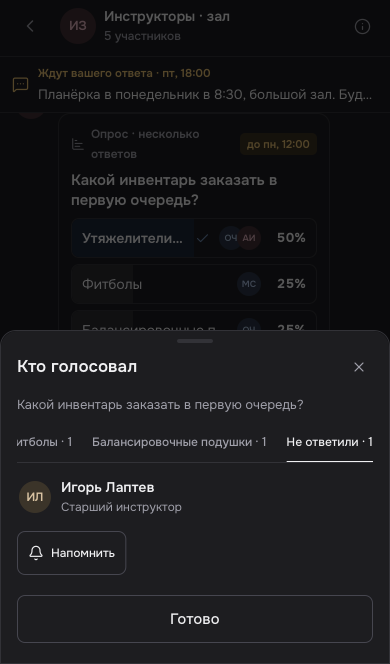 ИЗ
Инструкторы · зал
5 участников
Ждут вашего ответа · пт, 18:00
Планёрка в понедельник в 8:30, большой зал. Буд…
Опрос · несколько
ответов
до пн, 12:00
Какой инвентарь заказать в
первую очередь?
Утяжелители… ОЧ АИ 50%
Фитболы МС 25%
Балансировочные п… ОЧ 25%
Кто голосовал
Какой инвентарь заказать в первую очередь?
итболы · 1 Балансировочные подушки · 1 Не ответили · 1
ИЛ
Игорь Лаптев
Старший инструктор
Напомнить
Готово